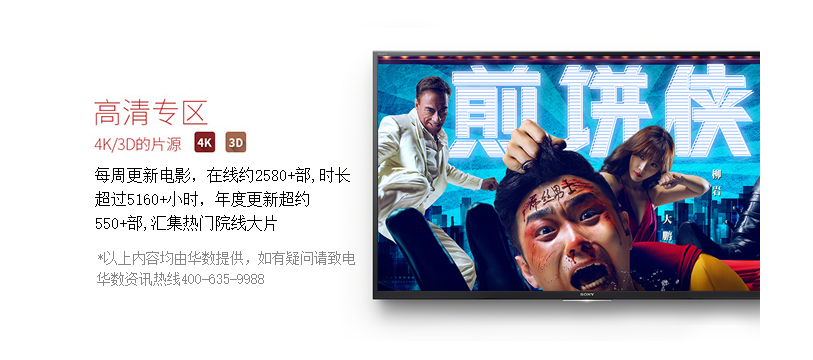 高清专区
4K/3D的片源 4K 3D
每周更新电影，在线约2580+部,时长
超过5160+小时，年度更新超约
550+部,汇集热门院线大片
*以上内容均由华数提供，如有疑问请致电
华数资讯热线400-635-9988
煎饼侠
屌丝男士
柳岩
大鹏
SONY